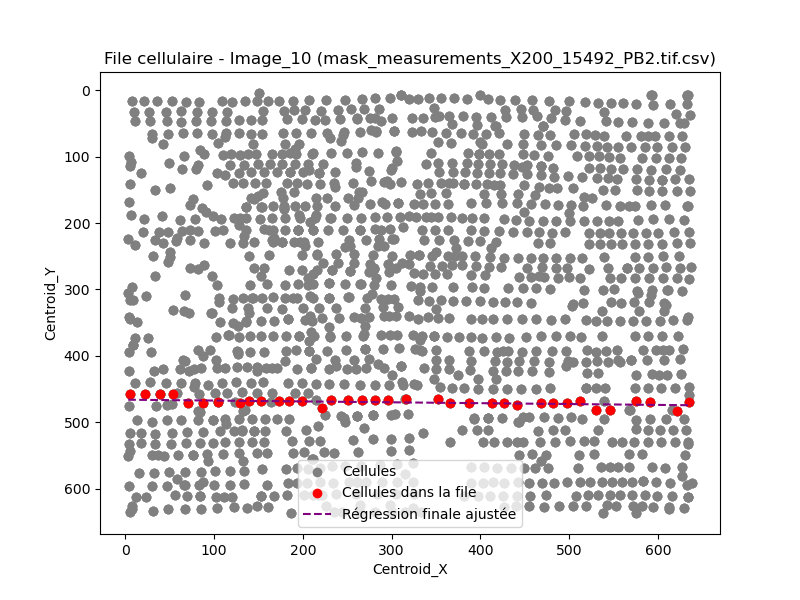 File cellulaire - Image_10 (mask_measurements_X200_15492_PB2.tif.csv)
0
100
200
300
400
500
600
Centroid_Y
Cellules
Cellules dans la file
Régression finale ajustée
0 100 200 300 400 500 600
Centroid_X